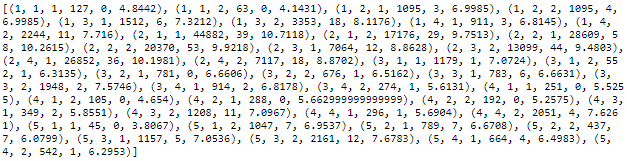 [(1, 1, 1, 127, 0, 4.8442), (1, 1, 2, 63, 0, 4.1431), (1, 2, 1, 1095, 3, 6.9985), (1, 2, 2, 1095, 4,
6.9985), (1, 3, 1, 1512, 6, 7.3212), (1, 3, 2, 3353, 18, 8.1176), (1, 4, 1, 911, 3, 6.8145), (1, 4,
2, 2244, 11, 7.716), (2, 1, 1, 44882, 39, 10.7118), (2, 1, 2, 17176, 29, 9.7513), (2, 2, 1, 28609, 5
8, 10.2615), (2, 2, 2, 20370, 53, 9.9218), (2, 3, 1, 7064, 12, 8.8628), (2, 3, 2, 13099, 44, 9.4803),
(2, 4, 1, 26852, 36, 10.1981), (2, 4, 2, 7117, 18, 8.8702), (3, 1, 1, 1179, 1, 7.0724), (3, 1, 2, 55
2, 1, 6.3135), (3, 2, 1, 781, 0, 6.6606), (3, 2, 2, 676, 1, 6.5162), (3, 3, 1, 783, 6, 6.6631), (3,
3, 2, 1948, 2, 7.5746), (3, 4, 1, 914, 2, 6.8178), (3, 4, 2, 274, 1, 5.6131), (4, 1, 1, 251, 0, 5.52
55), (4, 1, 2, 105, 0, 4.654), (4, 2, 1, 288, 0, 5.662999999999999), (4, 2, 2, 192, 0, 5.2575), (4, 3,
1, 349, 2, 5.8551), (4, 3, 2, 1208, 11, 7.0967), (4, 4, 1, 296, 1, 5.6904), (4, 4, 2, 2051, 4, 7.626
1), (5, 1, 1, 45, 0, 3.8067), (5, 1, 2, 1047, 7, 6.9537), (5, 2, 1, 789, 7, 6.6708), (5, 2, 2, 437,
7, 6.0799), (5, 3, 1, 1157, 5, 7.0536), (5, 3, 2, 2161, 12, 7.6783), (5, 4, 1, 664, 4, 6.4983), (5,
4, 2, 542, 1, 6.2953)]